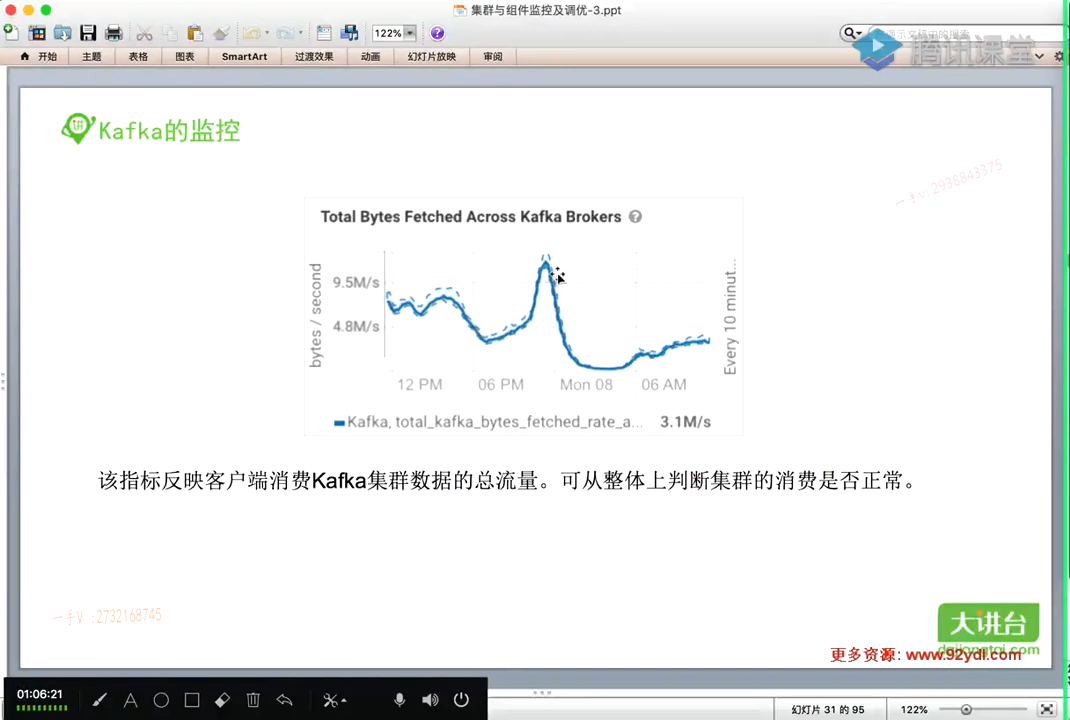 集群与组件监控及调优-3.ppt
122%
腾讯课堂
开始 主题 表格 图表 SmartArt 过渡效果 动画 幻灯片放映 审阅
Kafka的监控
一手v:2938843375
Total Bytes Fetched Across Kafka Brokers
bytes / second
9.5M/s
4.8M/s
Every 10 minut...
12 PM 06 PM Mon 08 06 AM
Kafka, total_kafka_bytes_fetched_rate_a... 3.1M/s
该指标反映客户端消费Kafka集群数据的总流量。可从整体上判断集群的消费是否正常。
一手V :2732168745
大讲台
dajiangtai.com
更多资源: www.92ydl.com
01:06:21
幻灯片 31 的 95 122%